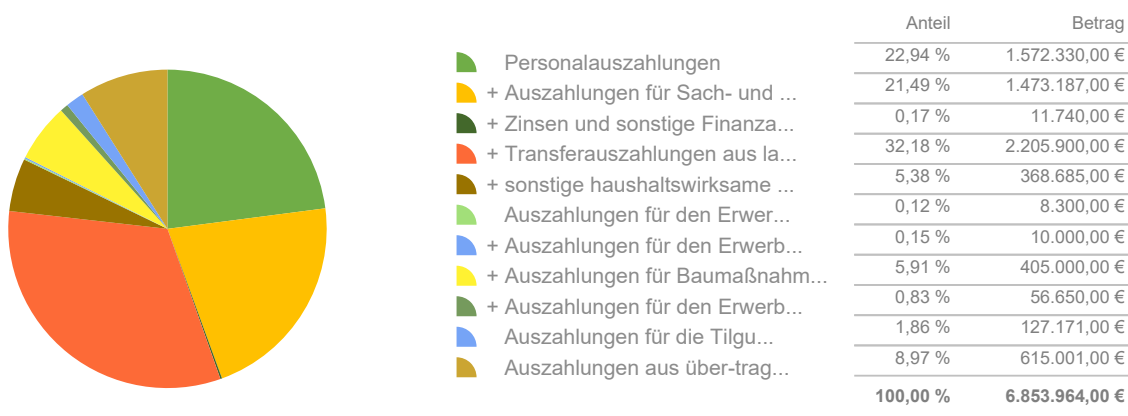 Anteil Betrag
Personalauszahlungen 22,94 % 1.572.330,00 €
+ Auszahlungen für Sach- und ... 21,49 % 1.473.187,00 €
+ Zinsen und sonstige Finanza... 0,17 % 11.740,00 €
+ Transferauszahlungen aus la... 32,18 % 2.205.900,00 €
+ sonstige haushaltswirksame ... 5,38 % 368.685,00 €
Auszahlungen für den Erwer... 0,12 % 8.300,00 €
+ Auszahlungen für den Erwerb... 0,15 % 10.000,00 €
+ Auszahlungen für Baumaßnahm... 5,91 % 405.000,00 €
+ Auszahlungen für den Erwerb... 0,83 % 56.650,00 €
Auszahlungen für die Tilgu... 1,86 % 127.171,00 €
Auszahlungen aus über-trag... 8,97 % 615.001,00 €
100,00 % 6.853.964,00 €